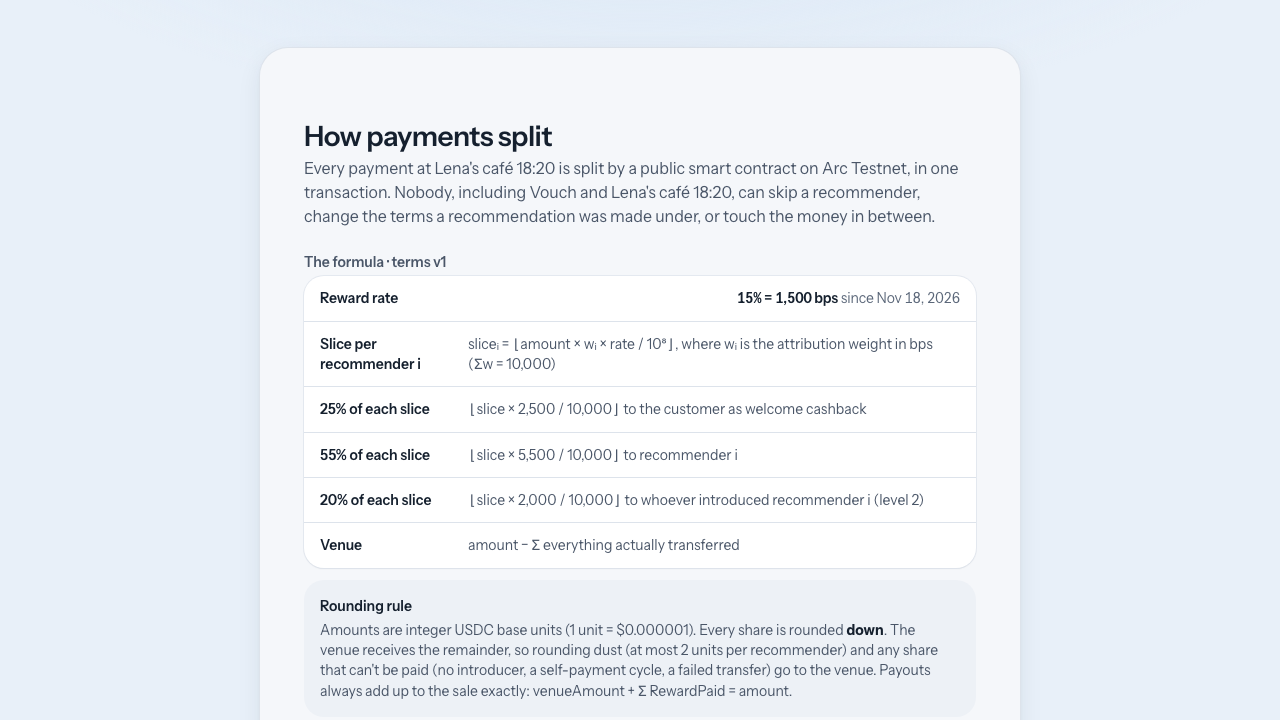 How payments split
Every payment at Lena's café 18:20 is split by a public smart contract on Arc Testnet, in one
transaction. Nobody, including Vouch and Lena's café 18:20, can skip a recommender,
change the terms a recommendation was made under, or touch the money in between.
The formula · terms v1
Reward rate 15% = 1,500 bps since Nov 18, 2026
Slice per recommender i
sliceᵢ = ⌊amount × wᵢ × rate / 10⁸⌋, where wᵢ is the attribution weight in bps
(Σw = 10,000)
25% of each slice ⌊slice × 2,500 / 10,000⌋ to the customer as welcome cashback
55% of each slice ⌊slice × 5,500 / 10,000⌋ to recommender i
20% of each slice ⌊slice × 2,000 / 10,000⌋ to whoever introduced recommender i (level 2)
Venue amount − Σ everything actually transferred
Rounding rule
Amounts are integer USDC base units (1 unit = $0.000001). Every share is rounded down. The
venue receives the remainder, so rounding dust (at most 2 units per recommender) and any share
that can't be paid (no introducer, a self-payment cycle, a failed transfer) go to the venue. Payouts
always add up to the sale exactly: venueAmount + Σ RewardPaid = amount.